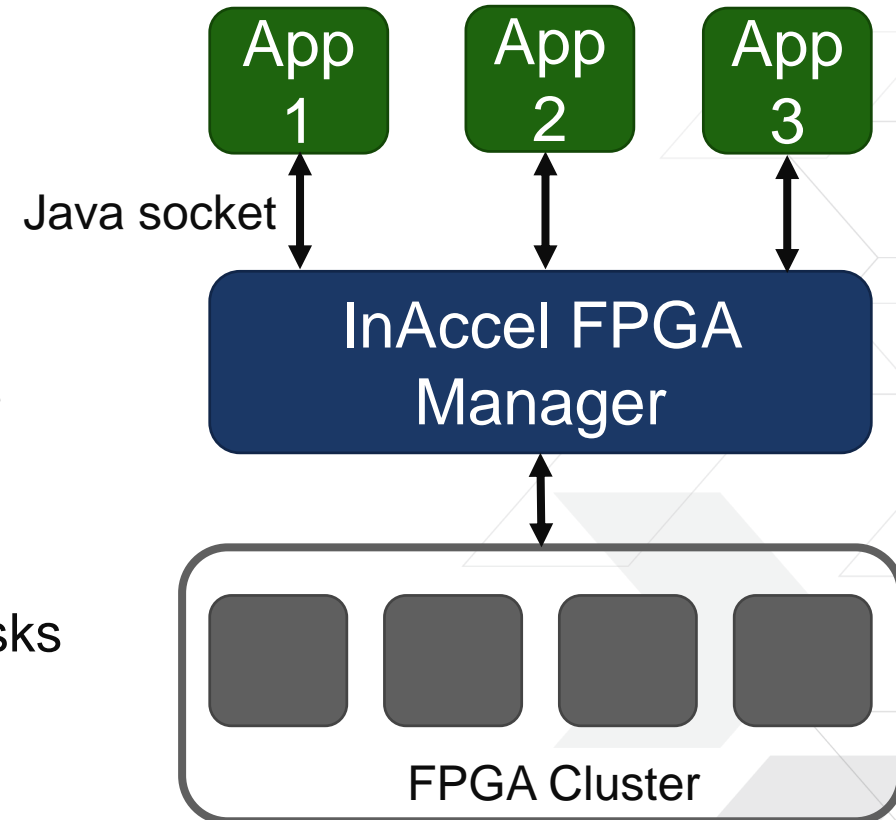 App
1
App
2
App
3
Java socket
InAccel FPGA
Manager
sks
FPGA Cluster